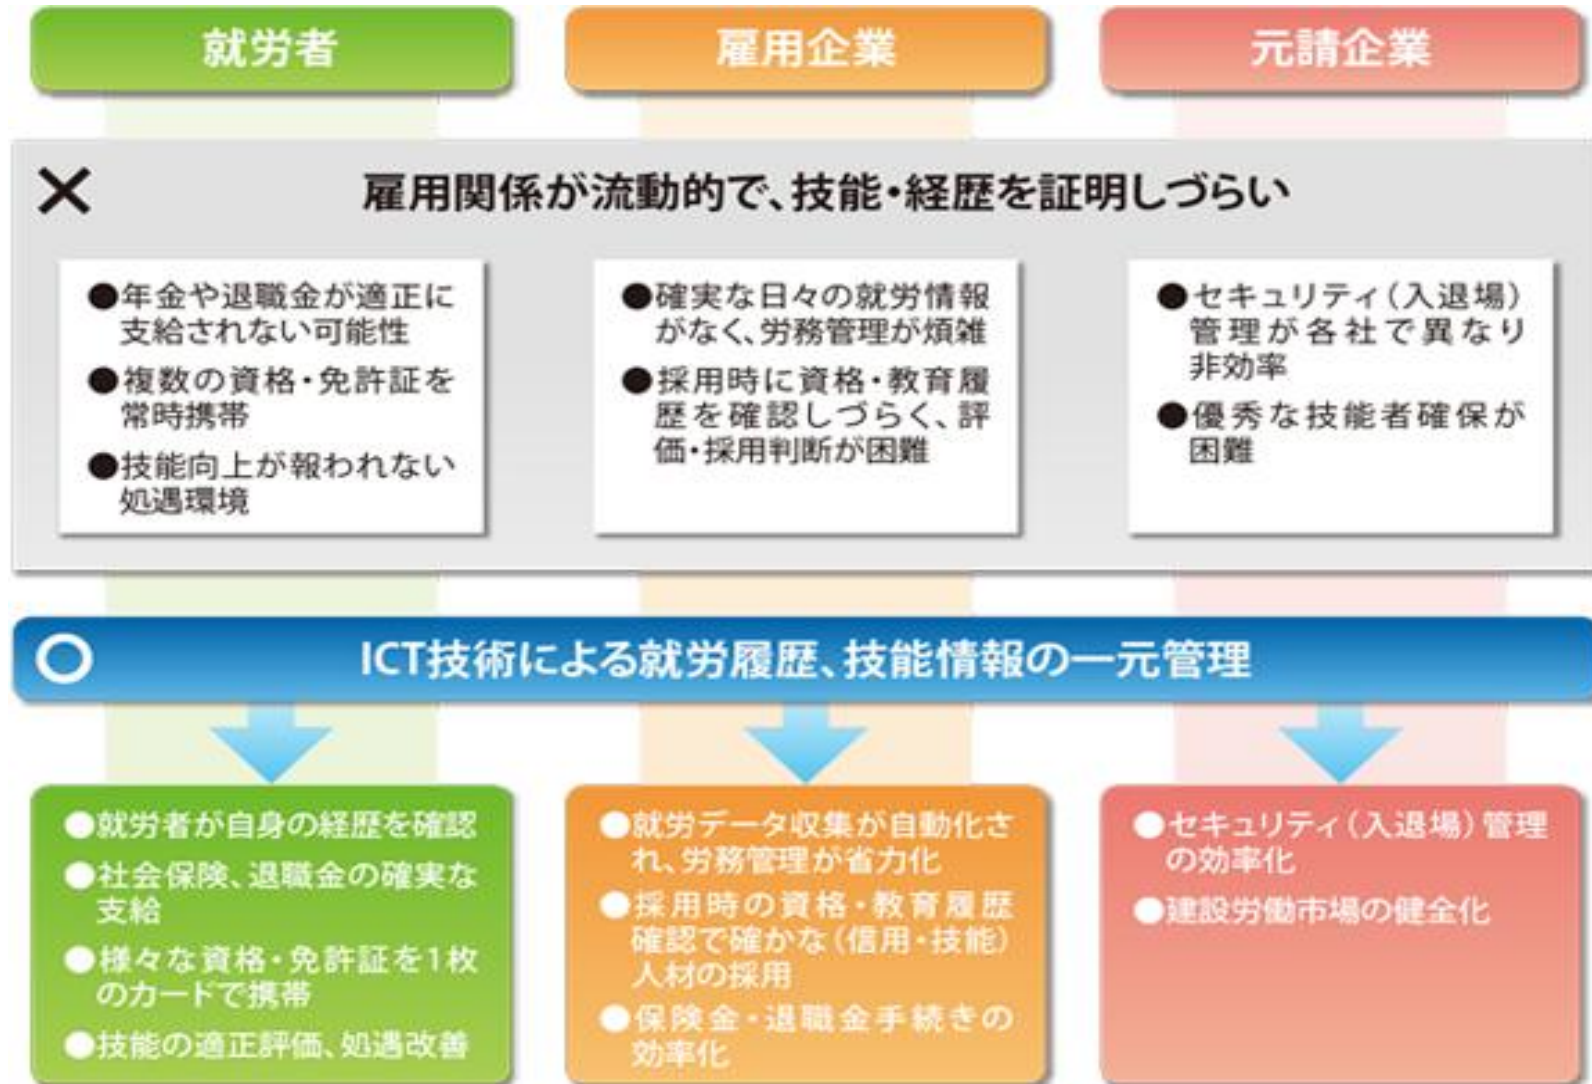 就労者
雇用企業
元請企業
×
雇用関係が流動的で、技能・経歴を証明しづらい
●年金や退職金が適正に
支給されない可能性
●複数の資格・免許証を
常時携帯
●技能向上が報われない
処遇環境
●確実な日々の就労情報
がなく、労務管理が煩雑
●採用時に資格・教育履
歴を確認しづらく、評
価・採用判断が困難
●セキュリティ(入退場)
管理が各社で異なり
非効率
●優秀な技能者確保が
困難
○
ICT技術による就労履歴、技能情報の一元管理
●就労者が自身の経歴を確認
●社会保険、退職金の確実な
支給
●様々な資格・免許証を1枚
のカードで携帯
●技能の適正評価、処遇改善
●就労データ収集が自動化さ
れ、労務管理が省力化
●採用時の資格・教育履歴
確認で確かな(信用・技能)
人材の採用
●保険金・退職金手続きの
効率化
●セキュリティ(入退場)管理
の効率化
●建設労働市場の健全化